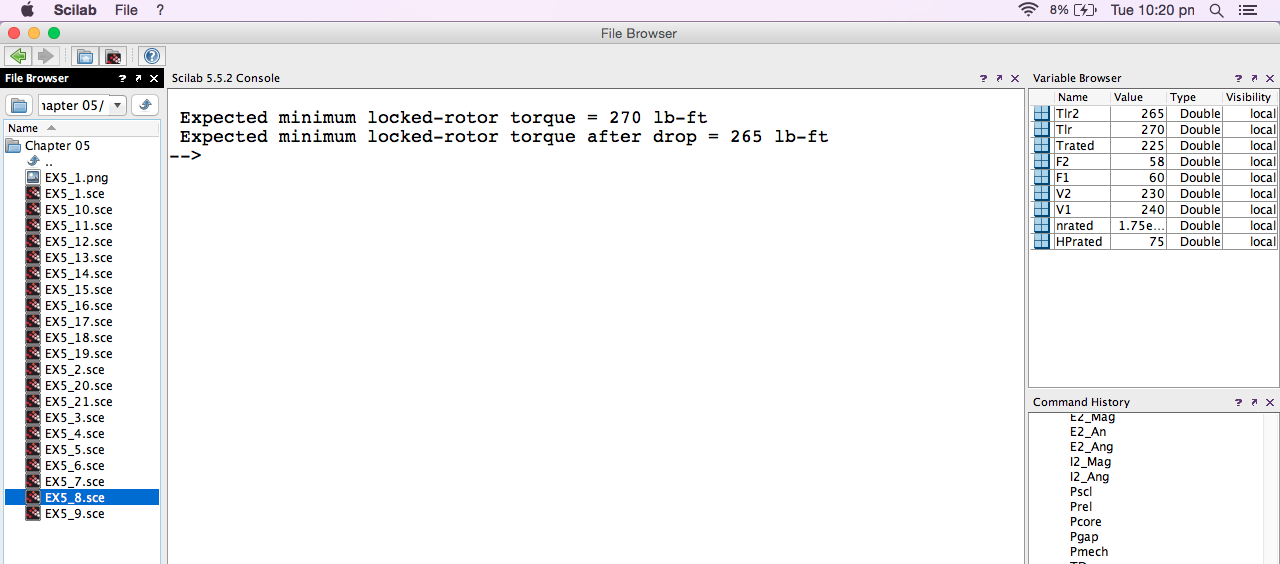 Scilab File ? 8% Tue 10:20 pn
File Browser
File Browser ? Scilab 5.5.2 Console ? Variable Browser ?
Chapter 05/
Name
Chapter 05
..
EX5_1.png
EX5_1.sce
EX5_10.sce
EX5_11.sce
EX5_12.sce
EX5_13.sce
EX5_14.sce
EX5_15.sce
EX5_16.sce
EX5_17.sce
EX5_18.sce
EX5_19.sce
EX5_2.sce
EX5_20.sce
EX5_21.sce
EX5_3.sce
EX5_4.sce
EX5_5.sce
EX5_6.sce
EX5_7.sce
EX5_8.sce
EX5_9.sce
Expected minimum locked-rotor torque = 270 lb-ft
Expected minimum locked-rotor torque after drop = 265 lb-ft
-->
Name Value Type Visibility
Tlr2 265 Double local
Tlr 270 Double local
Trated 225 Double local
F2 58 Double local
F1 60 Double local
V2 230 Double local
V1 240 Double local
nrated 1.75e... Double local
HPrated 75 Double local
Command History ?
E2_Mag
E2_An
E2_Ang
I2_Mag
I2_Ang
Pscl
Prel
Pcore
Pgap
Pmech